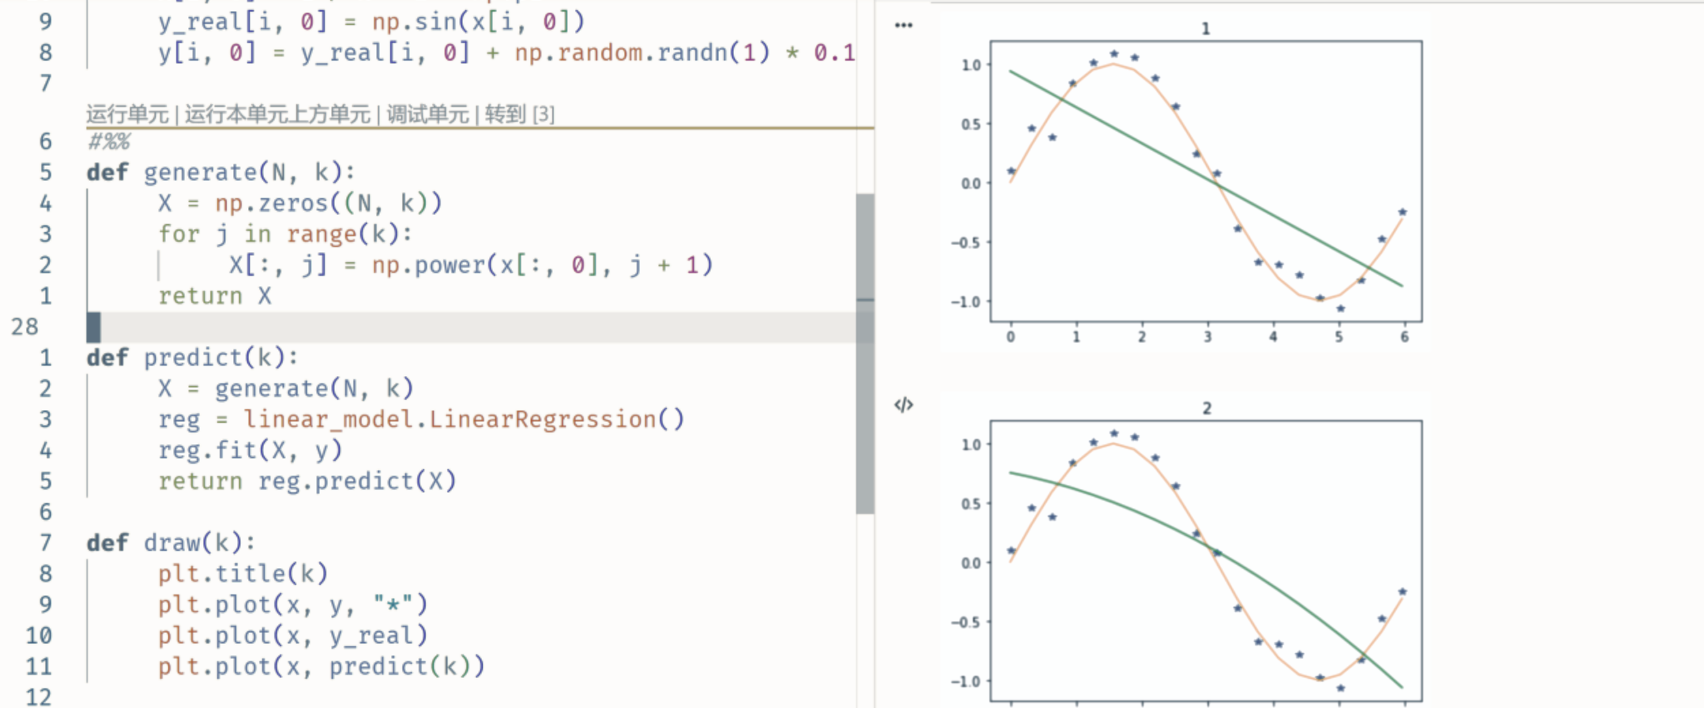 9 y_real[i, 0] = np.sin(x[i, 0])
8 y[i, 0] = y_real[i, 0] + np.random.randn(1) * 0.1
7
运行单元 | 运行本单元上方单元 | 调试单元 | 转到 [3]
6 #%%
5 def generate(N, k):
4 X = np.zeros((N, k))
3 for j in range(k):
2 X[:, j] = np.power(x[:, 0], j + 1)
1 return X
28
1 def predict(k):
2 X = generate(N, k)
3 reg = linear_model.LinearRegression()
4 reg.fit(X, y)
5 return reg.predict(X)
6
7 def draw(k):
8 plt.title(k)
9 plt.plot(x, y, "*")
10 plt.plot(x, y_real)
11 plt.plot(x, predict(k))
12
1
1.0
0.5
0.0
−0.5
−1.0
0 1 2 3 4 5 6
</>
2
1.0
0.5
0.0
−0.5
−1.0